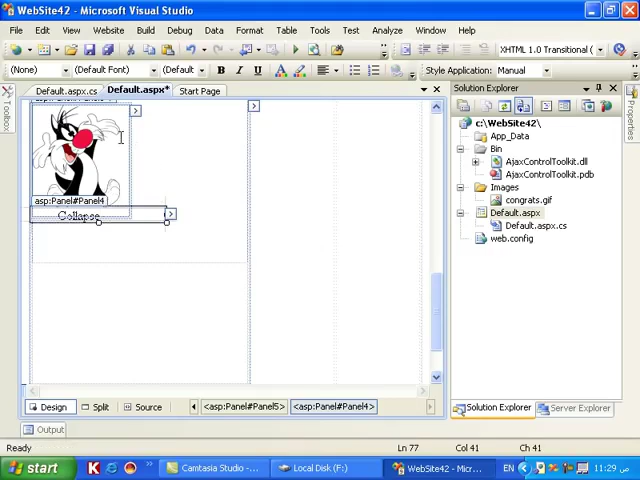 WebSite42 - Microsoft Visual Studio
File Edit View Website Build Debug Data Format Table Tools Test Analyze Window
Help Community
XHTML 1.0 Transitional (
(None) (Default Font) (Default Style Application: Manual
Default.aspx.cs Default.aspx* Start Page
Solution Explorer
Toolbox
Properties
c:\WebSite42\
App_Data
Bin
AjaxControlToolkit.dll
AjaxControlToolkit.pdb
Images
congrats.gif
Default.aspx
Default.aspx.cs
web.config
asp:Panel#Panel4
Collapse
Design Split Source <asp:Panel#Panel5> <asp:Panel#Panel4>
Solution Explorer Server Explorer
Output
Ready Ln 77 Col 41 Ch 41
start Camtasia Studio -... Local Disk (F:) WebSite42 - Micr... EN 11:29 ص